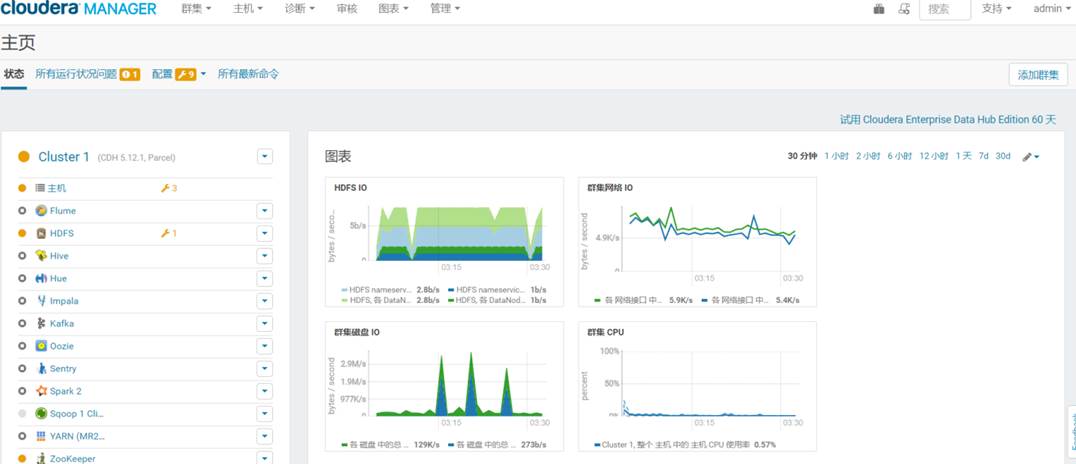 cloudera MANAGER 群集 主机 诊断 审核 图表 管理 搜索 支持 admin
主页
状态 所有运行状况问题 1 配置 9 所有最新命令 添加群集
试用 Cloudera Enterprise Data Hub Edition 60 天
Cluster 1 (CDH 5.12.1, Parcel)
主机 3
Flume
HDFS 1
Hive
Hue
Impala
Kafka
Oozie
Sentry
Spark 2
Sqoop 1 Cli...
YARN (MR2...
ZooKeeper
图表 30 分钟 1 小时 2 小时 6 小时 12 小时 1 天 7d 30d
HDFS IO
bytes / seco...
5b/s
0
03:15 03:30
HDFS nameserv... 2.8b/s HDFS nameservic... 1b/s
HDFS, 各 DataN... 2.8b/s HDFS, 各 DataNod... 1b/s
群集网络 IO
bytes / second
4.9K/s
0
03:15 03:30
各 网络接口 中... 5.9K/s 各 网络接口 中... 5.4K/s
群集磁盘 IO
bytes / second
2.9M/s
1.9M/s
977K/s
0
03:15 03:30
各 磁盘 中的总 ... 129K/s 各 磁盘 中的总 ... 273b/s
群集 CPU
percent
100%
50%
0%
03:15 03:30
Cluster 1, 整个 主机 中的 主机 CPU 使用率 0.57%